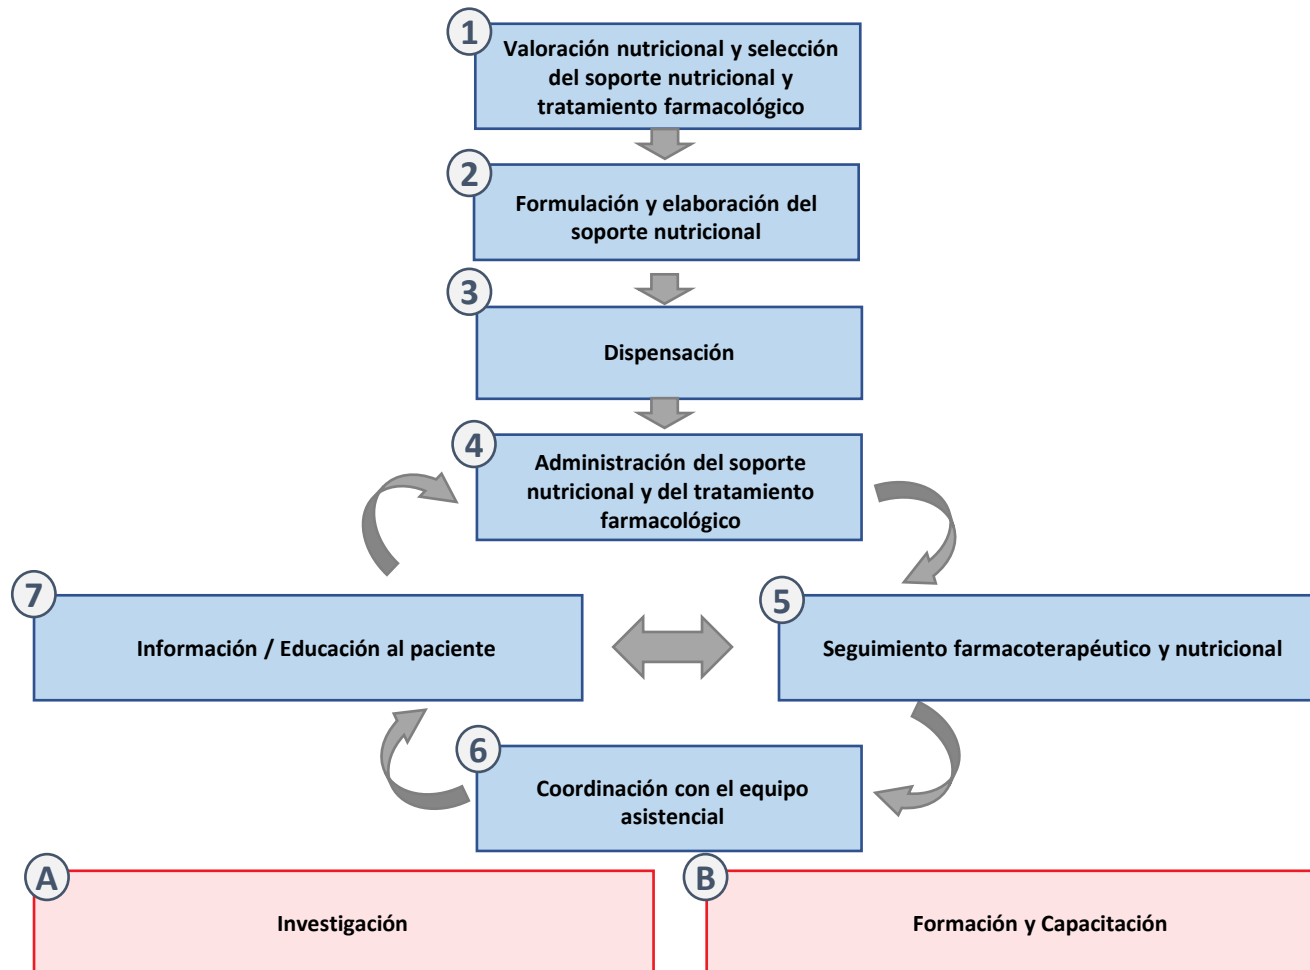 1
Valoración nutricional y selección
del soporte nutricional y
tratamiento farmacológico
2
Formulación y elaboración del
soporte nutricional
3
Dispensación
4
Administración del soporte
nutricional y del tratamiento
farmacológico
7
Información / Educación al paciente
5
Seguimiento farmacoterapéutico y nutricional
6
Coordinación con el equipo
asistencial
A
Investigación
B
Formación y Capacitación